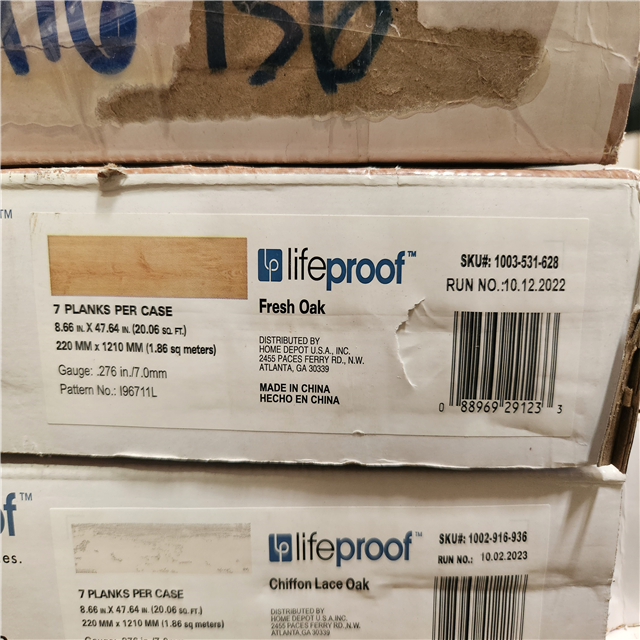 150
TM
lifeproof™
SKU#: 1003-531-628
RUN NO.:10.12.2022
7 PLANKS PER CASE
8.66 IN. X 47.64 IN. (20.06 SQ. FT.)
220 MM x 1210 MM (1.86 sq meters)
Gauge: .276 in./7.0mm
Pattern No.: I96711L
Fresh Oak
DISTRIBUTED BY
HOME DEPOT U.S.A., INC.
2455 PACES FERRY RD., N.W.
ATLANTA, GA 30339
MADE IN CHINA
HECHO EN CHINA
0 88969 29123 3
f™
es.
lifeproof™
SKU#: 1002-916-936
RUN NO.: 10.02.2023
7 PLANKS PER CASE
8.66 IN. X 47.64 IN. (20.06 SQ. FT.)
220 MM x 1210 MM (1.86 sq meters)
Chiffon Lace Oak
DISTRIBUTED BY
HOME DEPOT U.S.A. INC.
2455 PACES FERRY RD., N.W.
ATLANTA, GA 30339